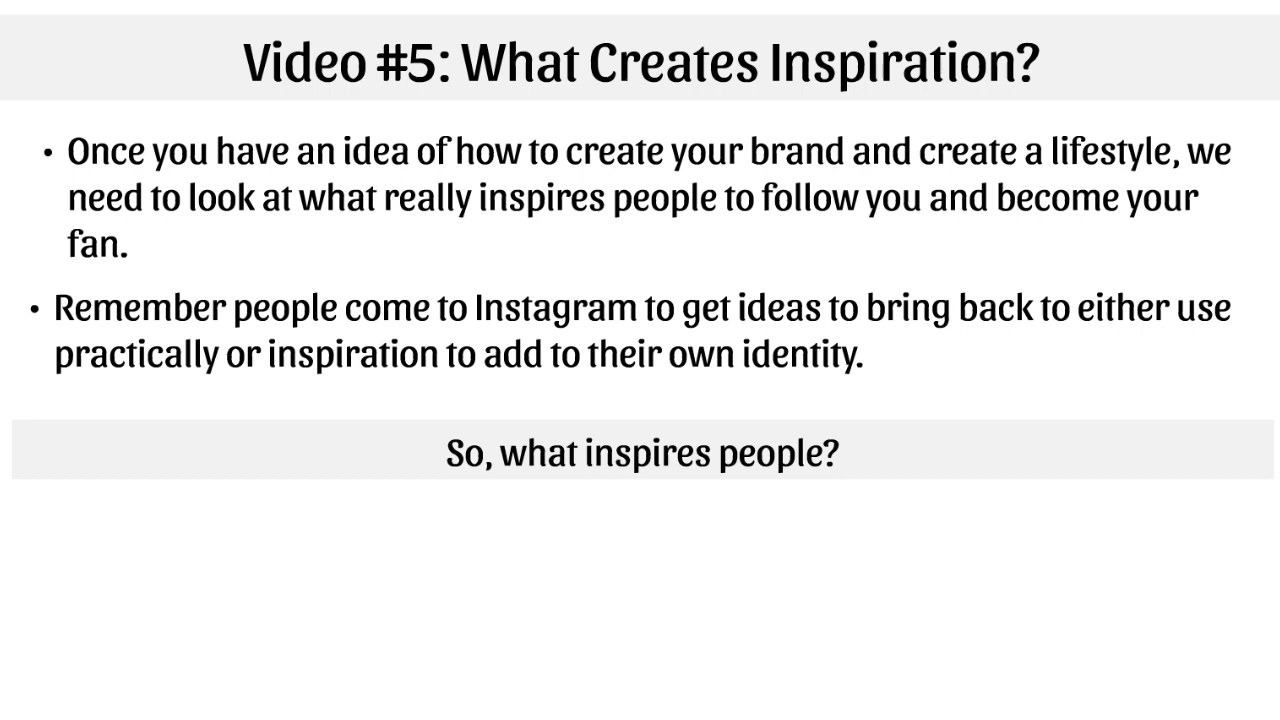 Video #5: What Creates Inspiration?
• Once you have an idea of how to create your brand and create a lifestyle, we
need to look at what really inspires people to follow you and become your
fan.
• Remember people come to Instagram to get ideas to bring back to either use
practically or inspiration to add to their own identity.
So, what inspires people?